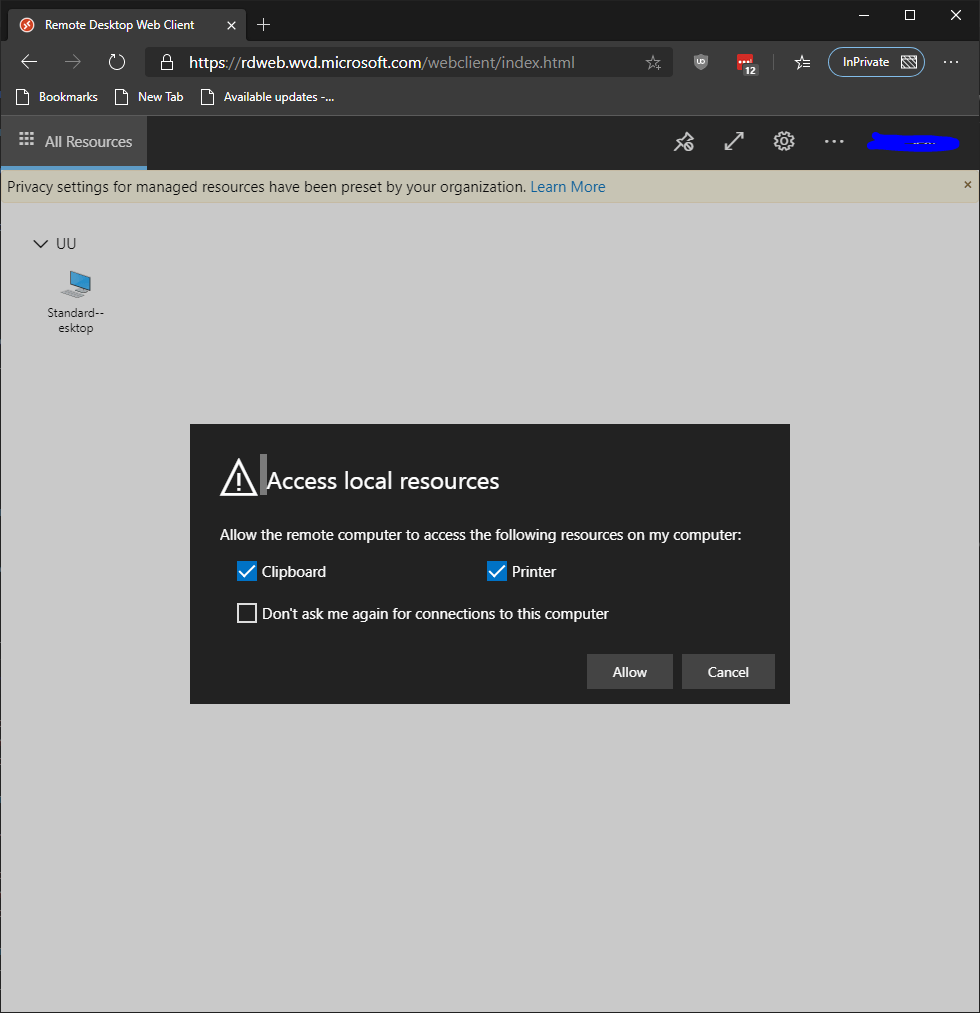 Remote Desktop Web Client
https://rdweb.wvd.microsoft.com/webclient/index.html
12
InPrivate
Bookmarks
New Tab
Available updates -...
All Resources
Privacy settings for managed resources have been preset by your organization. Learn More
UU
Standard--
esktop
Access local resources
Allow the remote computer to access the following resources on my computer:
Clipboard
Printer
Don't ask me again for connections to this computer
Allow
Cancel